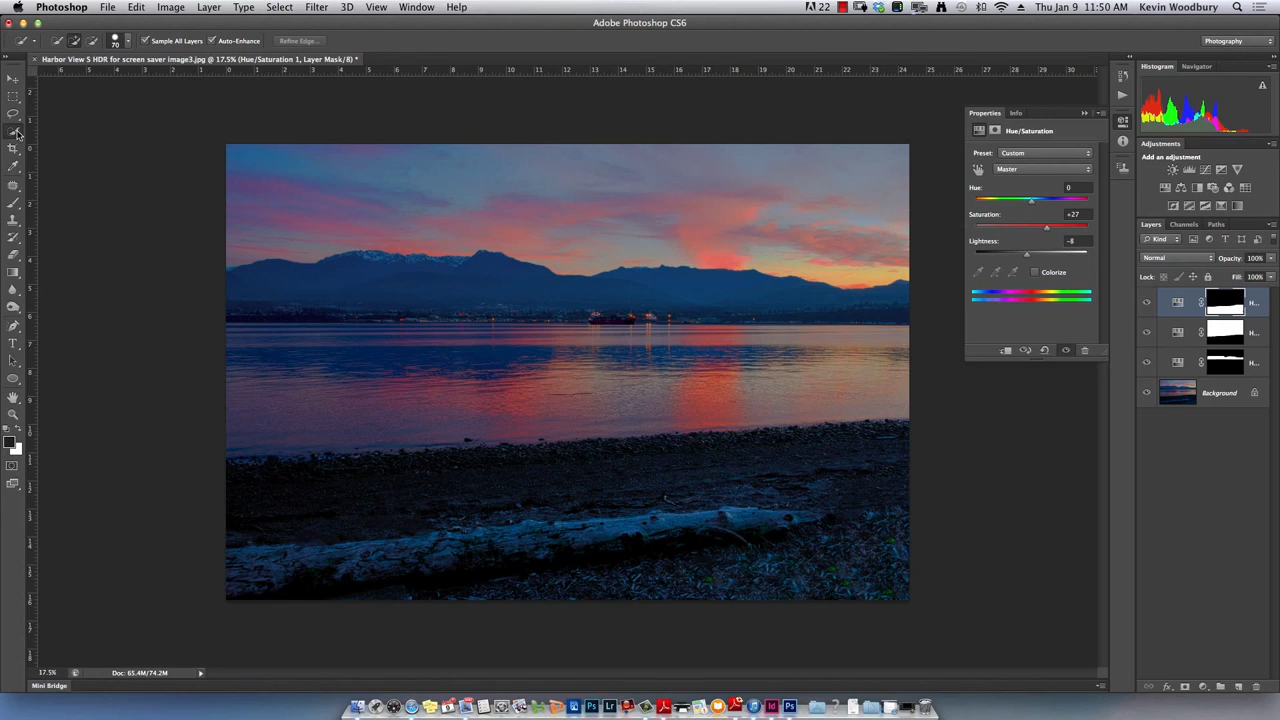 Photoshop File Edit Image Layer Type Select Filter 3D View Window Help
22 Thu Jan 9 11:50 AM Kevin Woodbury
Adobe Photoshop CS6
70 Sample All Layers Auto-Enhance Refine Edge... Photography
Harbor View S HDR for screen saver image3.jpg @ 17.5% (Hue/Saturation 1, Layer Mask/8) *
Histogram Navigator
Properties Info
Hue/Saturation
Preset: Custom
Master
Hue: 0
Saturation: +27
Lightness: -8
Colorize
Adjustments
Add an adjustment
Layers Channels Paths
Kind
Normal Opacity: 100%
Lock: Fill: 100%
H...
H...
H...
Background
17.5% Doc: 65.4M/74.2M
Mini Bridge